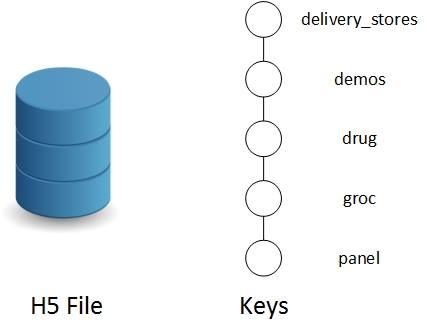 delivery_stores
demos
drug
groc
panel
H5 File
Keys